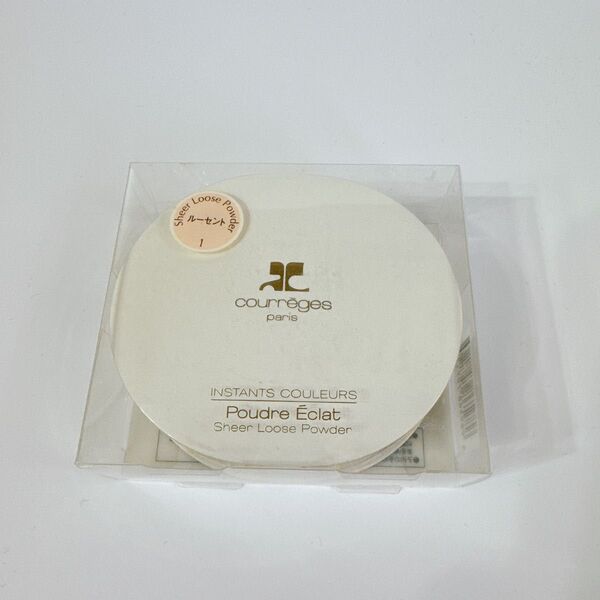 Sheer Loose Powder
ルーセント
1
courrèges
paris
INSTANTS COULEURS
Poudre Éclat
Sheer Loose Powder